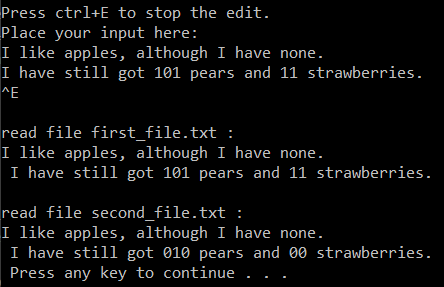 Press ctrl+E to stop the edit.
Place your input here:
I like apples, although I have none.
I have still got 101 pears and 11 strawberries.
^E

read file first_file.txt :
I like apples, although I have none.
 I have still got 101 pears and 11 strawberries.

read file second_file.txt :
I like apples, although I have none.
 I have still got 010 pears and 00 strawberries.
 Press any key to continue . . .